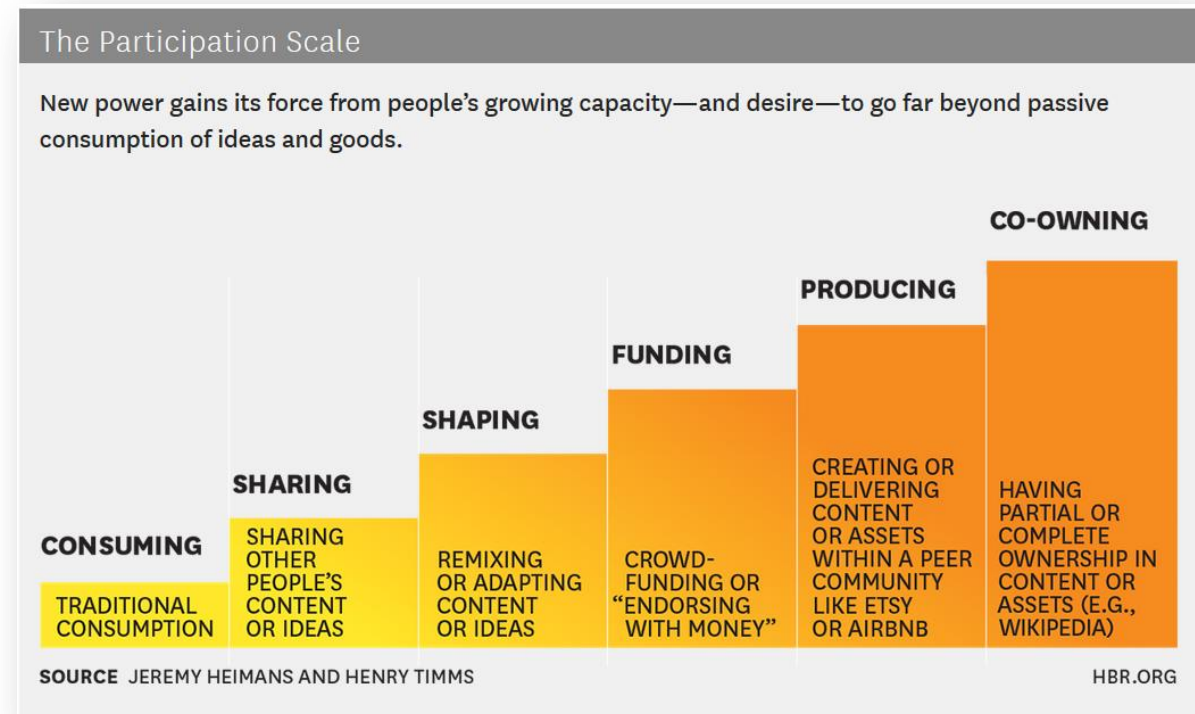 The Participation Scale
New power gains its force from people's growing capacity—and desire—to go far beyond passive
consumption of ideas and goods.
CONSUMING
TRADITIONAL
CONSUMPTION
SHARING
SHARING
OTHER
PEOPLE'S
CONTENT
OR IDEAS
SHAPING
REMIXING
OR ADAPTING
CONTENT
OR IDEAS
FUNDING
CROWD-
FUNDING OR
“ENDORSING
WITH MONEY”
PRODUCING
CREATING OR
DELIVERING
CONTENT
OR ASSETS
WITHIN A PEER
COMMUNITY
LIKE ETSY
OR AIRBNB
CO-OWNING
HAVING
PARTIAL OR
COMPLETE
OWNERSHIP IN
CONTENT OR
ASSETS (E.G.,
WIKIPEDIA)
SOURCE JEREMY HEIMANS AND HENRY TIMMS
HBR.ORG